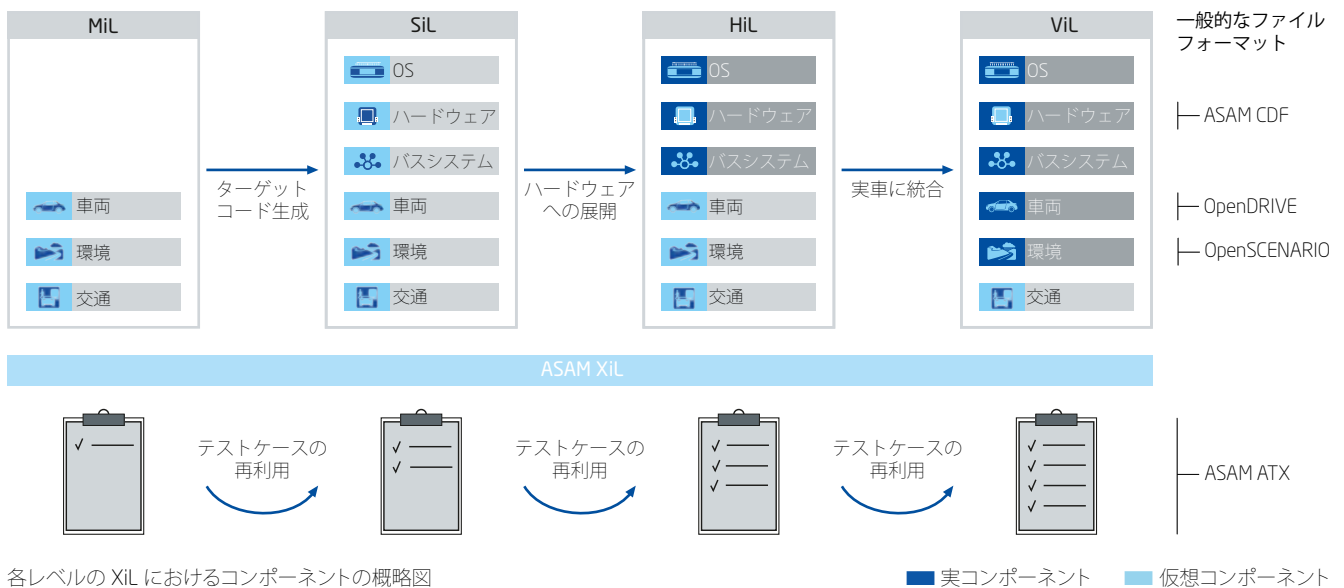 MiL
SiL
HiL
ViL
一般的なファイル
フォーマット
OS
OS
OS
ハードウェア
ハードウェア
ハードウェア
ASAM CDF
バスシステム
バスシステム
バスシステム
ターゲット
コード生成
ハードウェア
への展開
実車に統合
車両
車両
車両
車両
OpenDRIVE
環境
環境
環境
環境
OpenSCENARIO
交通
交通
交通
交通
ASAM XiL
テストケースの
再利用
テストケースの
再利用
テストケースの
再利用
ASAM ATX
各レベルの XiL におけるコンポーネントの概略図
実コンポーネント
仮想コンポーネント